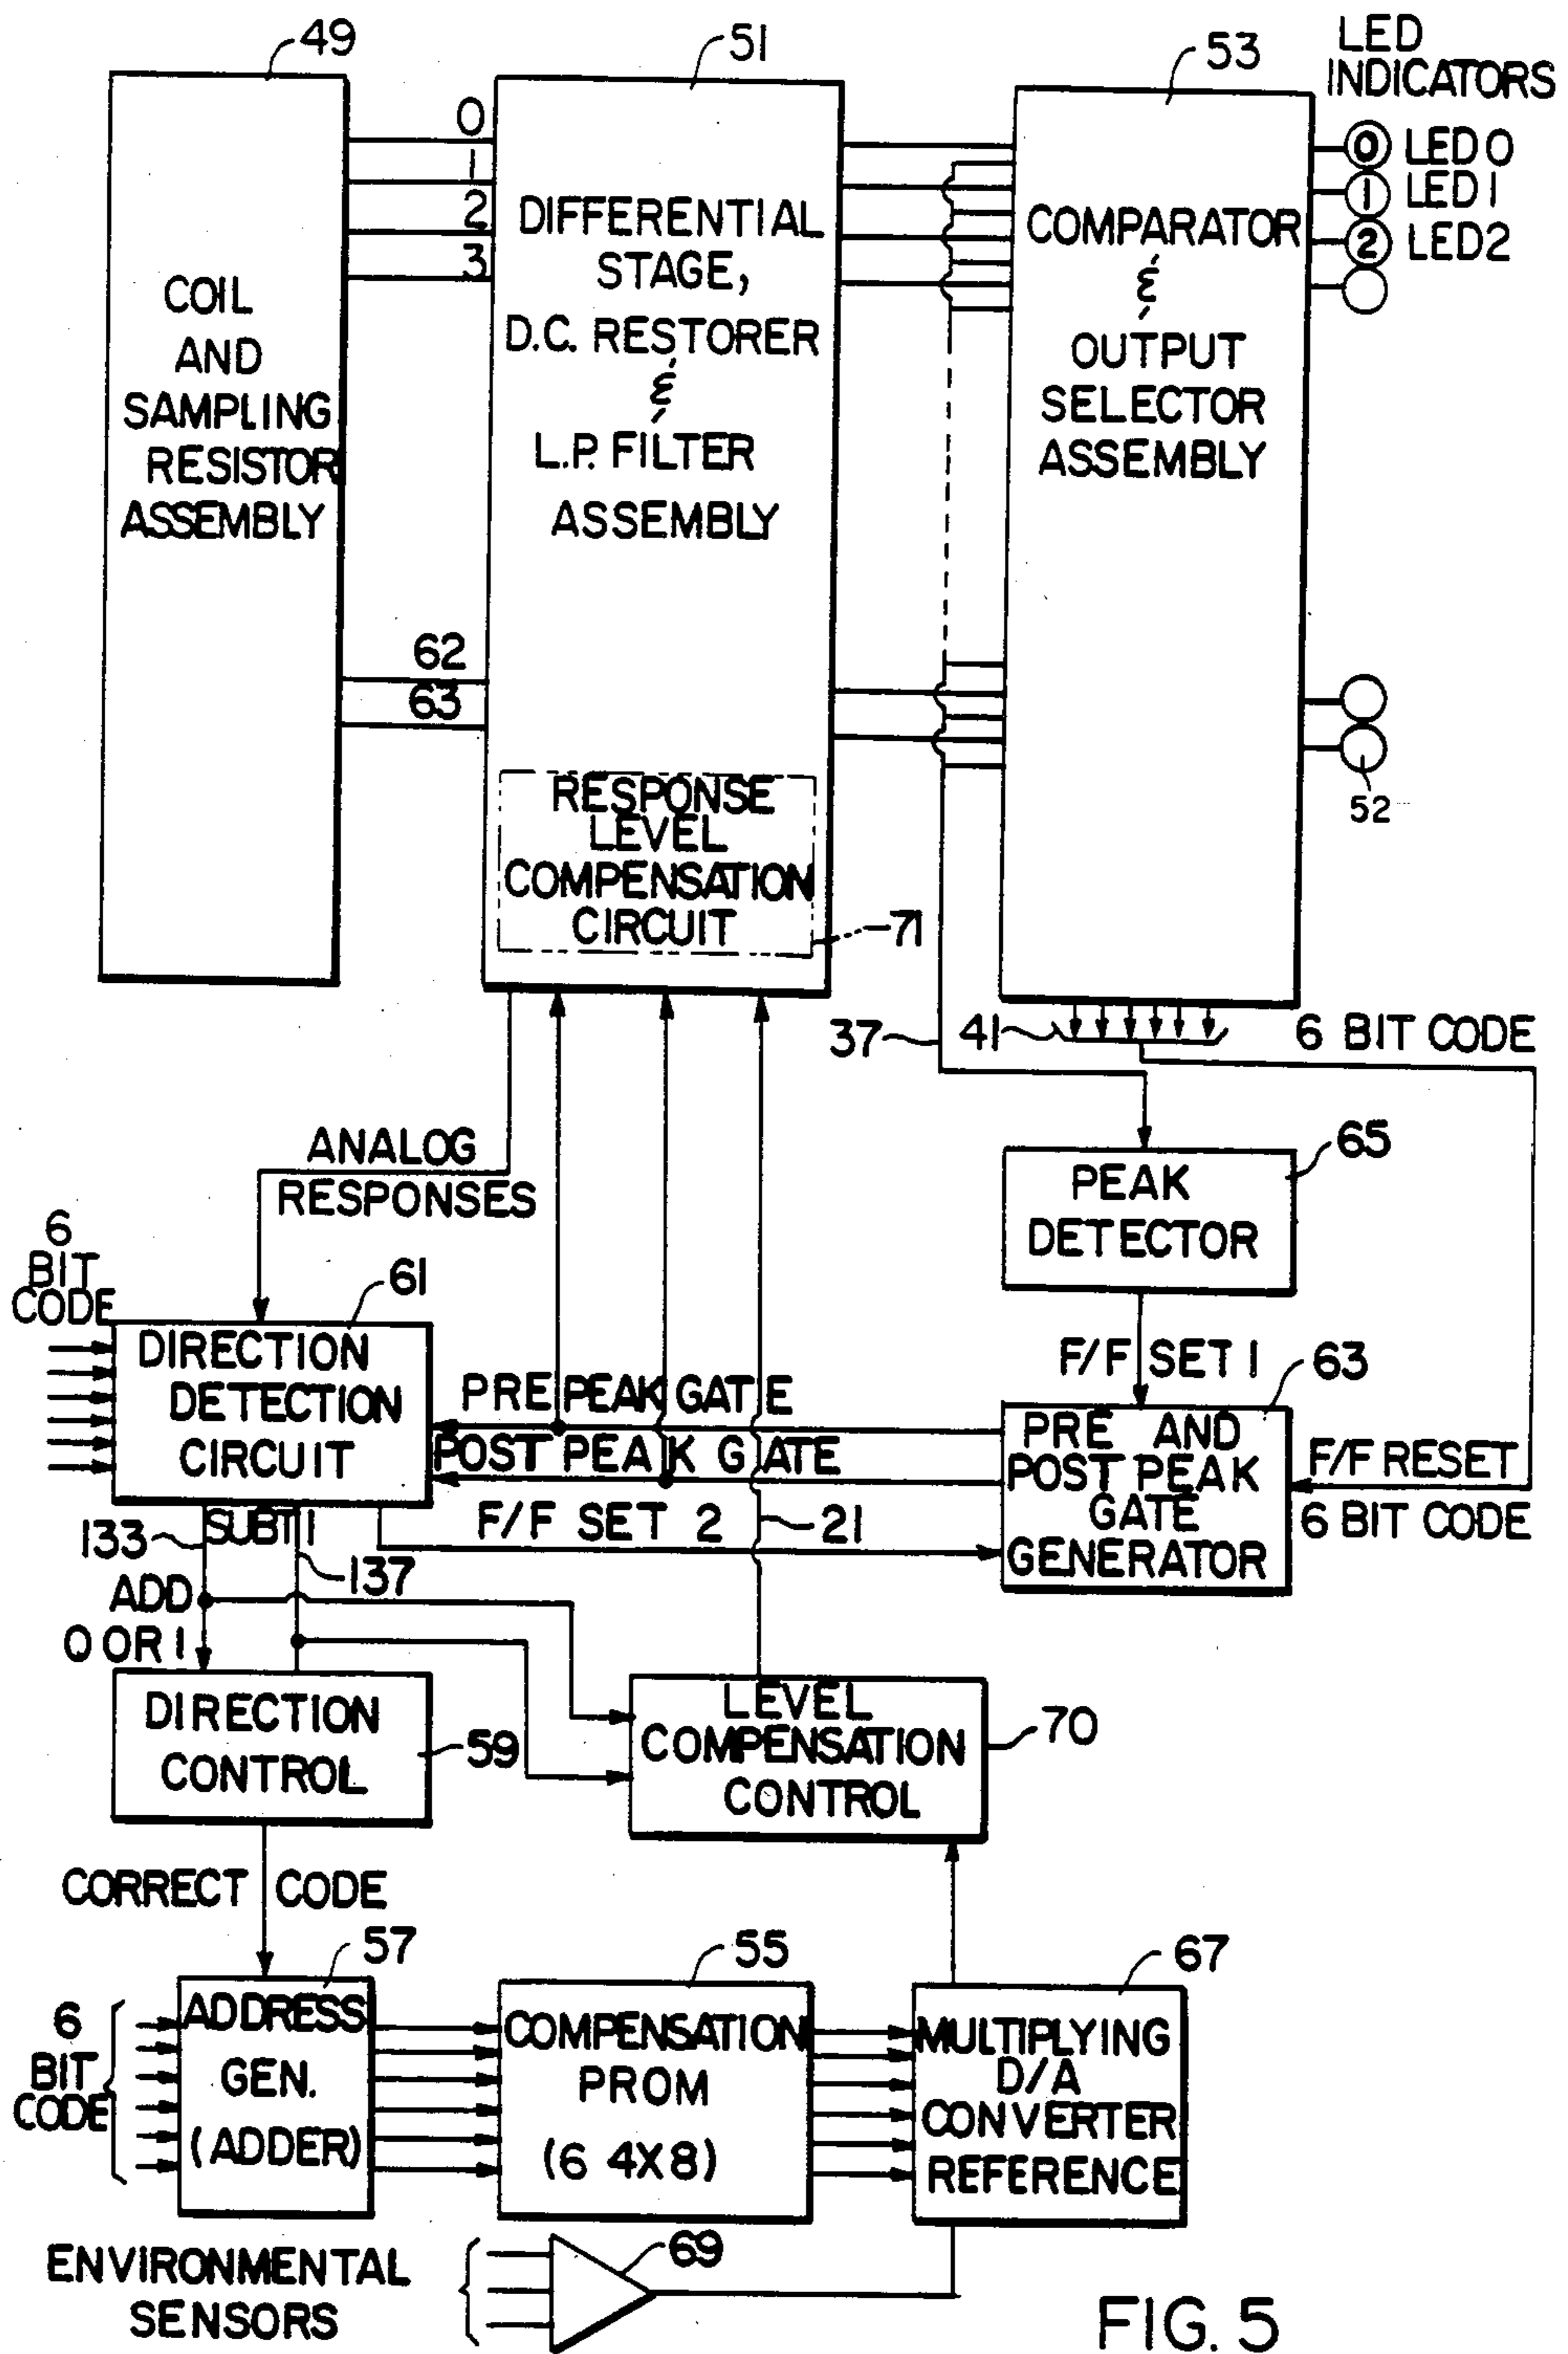 49
51
53
LED
INDICATORS
0
1
2
3
0 LED 0
1 LED 1
2 LED 2
COIL
AND
SAMPLING
RESISTOR
ASSEMBLY
DIFFERENTIAL
STAGE,
D.C. RESTORER
&
L.P. FILTER
ASSEMBLY
COMPARATOR
&
OUTPUT
SELECTOR
ASSEMBLY
62
63
52
RESPONSE
LEVEL
COMPENSATION
CIRCUIT
71
37
41
6 BIT CODE
ANALOG
RESPONSES
65
PEAK
DETECTOR
6
BIT
CODE
61
DIRECTION
DETECTION
CIRCUIT
PRE PEAK GATE
POST PEAK GATE
F/F SET 1
63
PRE AND
POST PEAK
GATE
GENERATOR
F/F RESET
6 BIT CODE
133
SUBT 1
137
F/F SET 2
21
ADD
0 OR 1
DIRECTION
CONTROL
59
LEVEL
COMPENSATION
CONTROL
70
CORRECT CODE
57
55
67
6
BIT
CODE
ADDRESS
GEN.
(ADDER)
COMPENSATION
PROM
(6 4X8)
MULTIPLYING
D/A
CONVERTER
REFERENCE
ENVIRONMENTAL
SENSORS
69
FIG. 5